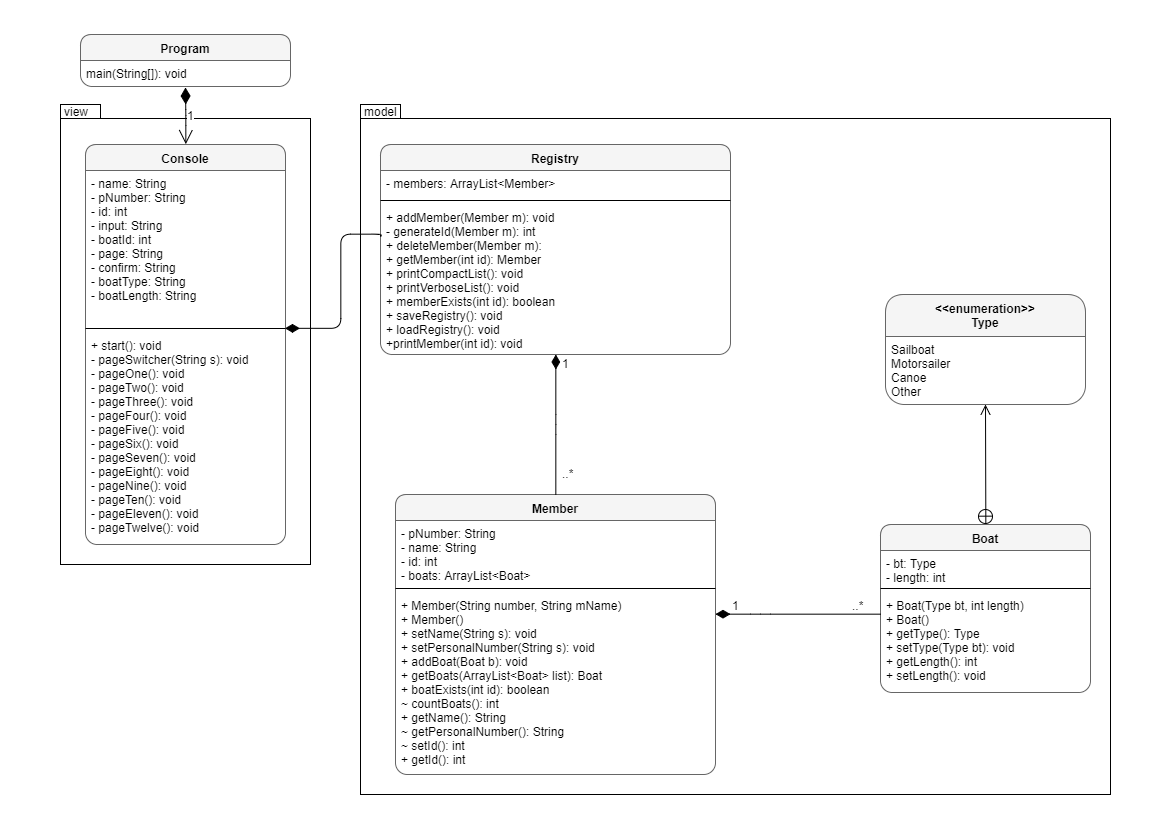 Program
main(String[]): void
view
1
Console
- name: String
- pNumber: String
- id: int
- input: String
- boatId: int
- page: String
- confirm: String
- boatType: String
- boatLength: String
+ start(): void
- pageSwitcher(String s): void
- pageOne(): void
- pageTwo(): void
- pageThree(): void
- pageFour(): void
- pageFive(): void
- pageSix(): void
- pageSeven(): void
- pageEight(): void
- pageNine(): void
- pageTen(): void
- pageEleven(): void
- pageTwelve(): void
model
Registry
- members: ArrayList<Member>
+ addMember(Member m): void
- generateId(Member m): int
+ deleteMember(Member m):
+ getMember(int id): Member
+ printCompactList(): void
+ printVerboseList(): void
+ memberExists(int id): boolean
+ saveRegistry(): void
+ loadRegistry(): void
+printMember(int id): void
1
..*
Member
- pNumber: String
- name: String
- id: int
- boats: ArrayList<Boat>
+ Member(String number, String mName)
+ Member()
+ setName(String s): void
+ setPersonalNumber(String s): void
+ addBoat(Boat b): void
+ getBoats(ArrayList<Boat> list): Boat
+ boatExists(int id): boolean
~ countBoats(): int
+ getName(): String
~ getPersonalNumber(): String
~ setId(): int
+ getId(): int
1
..*
<<enumeration>>
Type
Sailboat
Motorsailer
Canoe
Other
Boat
- bt: Type
- length: int
+ Boat(Type bt, int length)
+ Boat()
+ getType(): Type
+ setType(Type bt): void
+ getLength(): int
+ setLength(): void